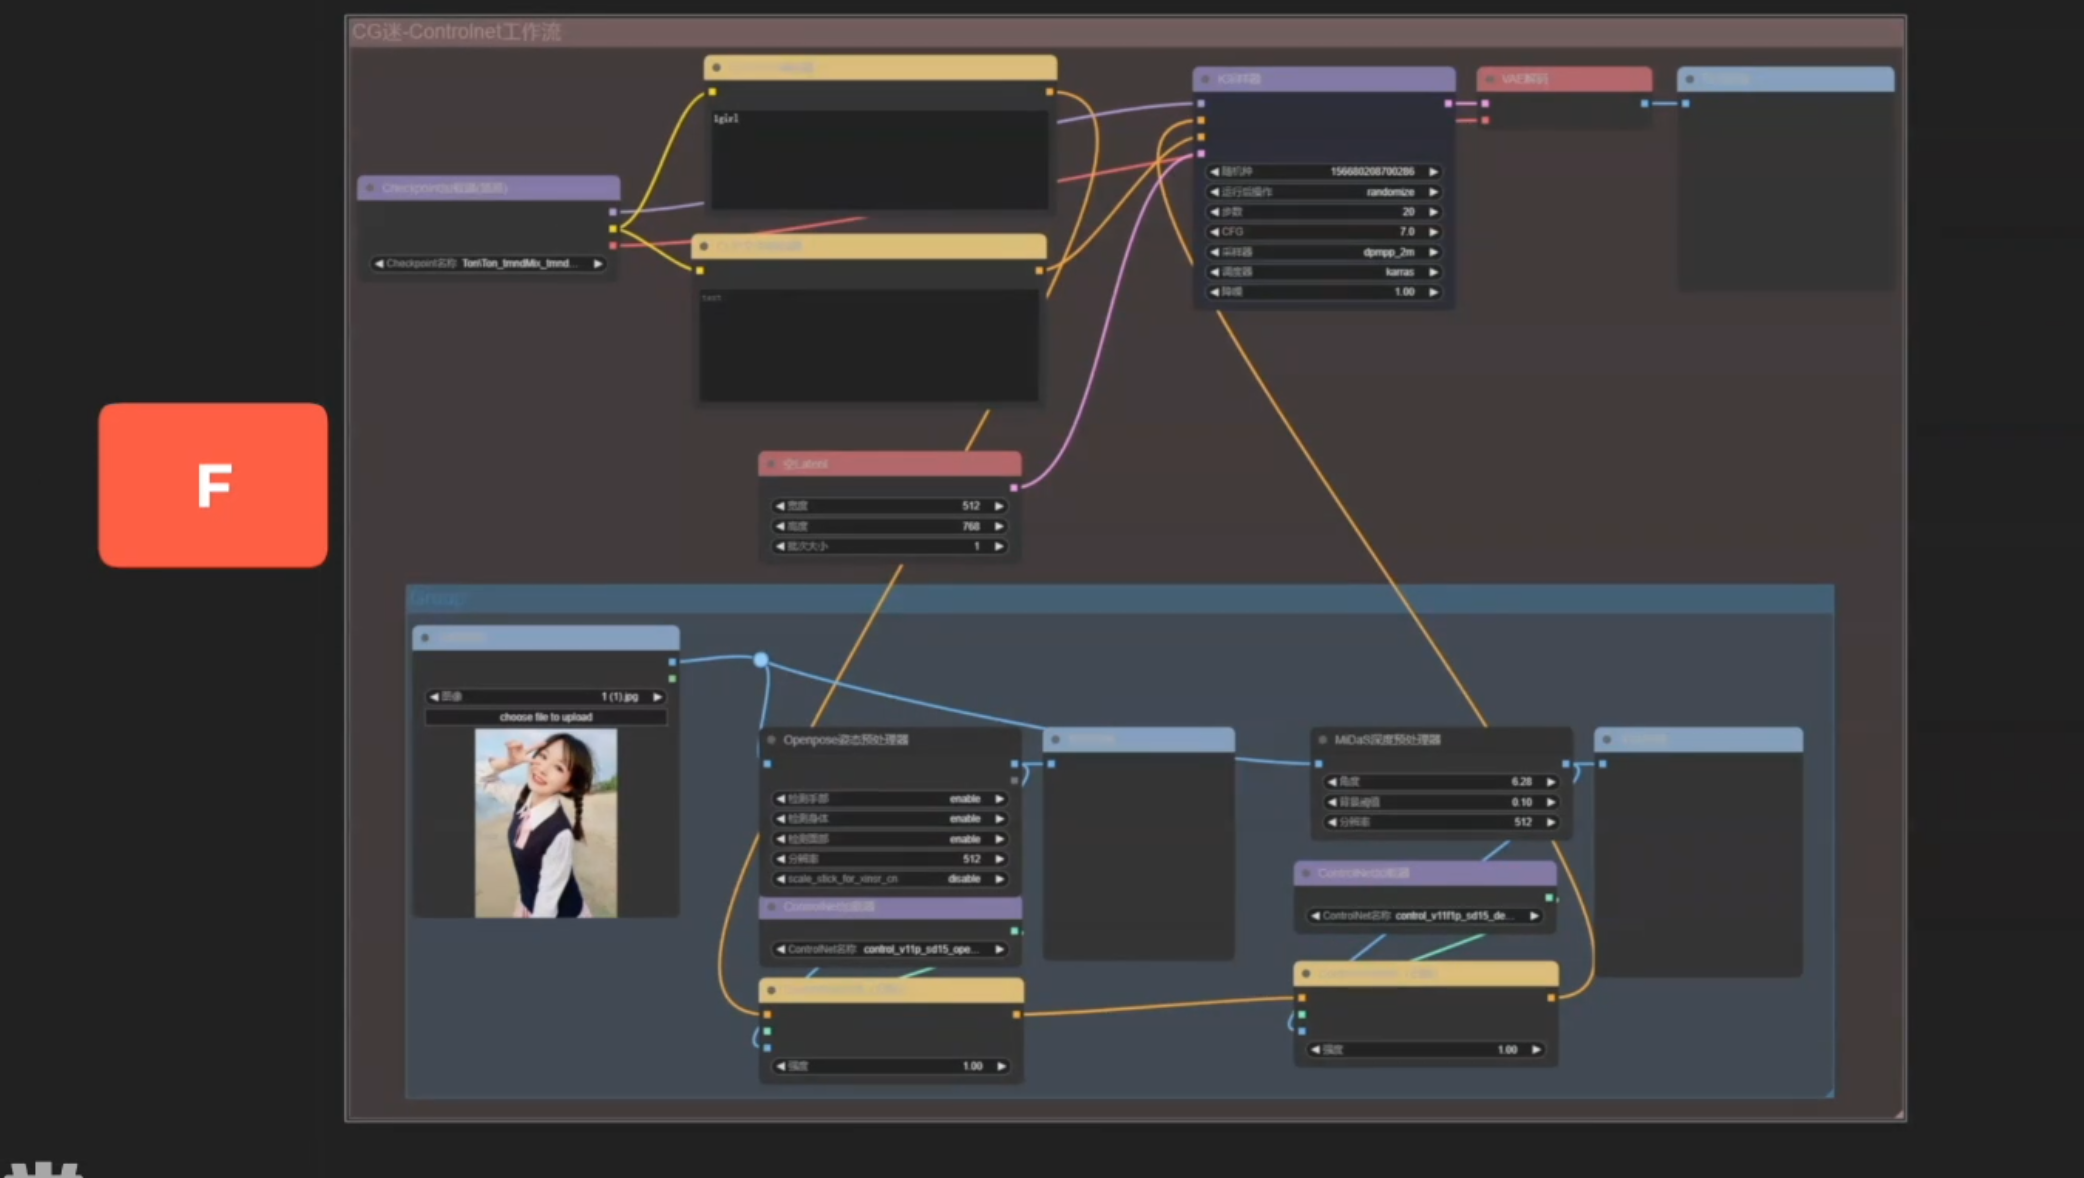 CG迷-Controlnet工作流
F
1girl
Checkpoint加载器(简易)
Checkpoint名称 Ton\Ton_tmndMix_tmnd...
text
K采样器
随机种 156680208700286
运行后操作 randomize
步数 20
CFG 7.0
采样器 dpmpp_2m
调度器 karras
降噪 1.00
VAE解码
空Latent
宽度 512
高度 768
批次大小 1
Group
图像 1 (1).jpg
choose file to upload
Openpose姿态预处理器
检测手部 enable
检测身体 enable
检测面部 enable
分辨率 512
scale_stick_for_xinsr_cn disable
ControlNet加载器
ControlNet名称 control_v11p_sd15_ope...
强度 1.00
MiDaS深度预处理器
角度 6.28
背景阈值 0.10
分辨率 512
ControlNet加载器
ControlNet名称 control_v11f1p_sd15_de...
强度 1.00